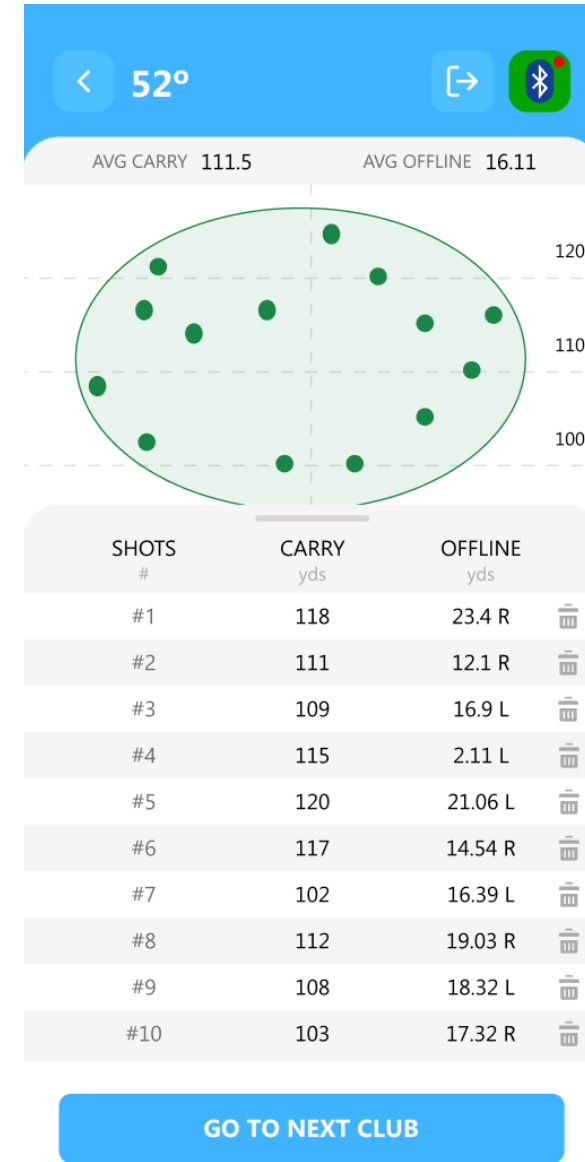 52º
AVG CARRY 111.5 AVG OFFLINE 16.11
120
110
100
SHOTS CARRY OFFLINE
# yds yds
#1 118 23.4 R
#2 111 12.1 R
#3 109 16.9 L
#4 115 2.11 L
#5 120 21.06 L
#6 117 14.54 R
#7 102 16.39 L
#8 112 19.03 R
#9 108 18.32 L
#10 103 17.32 R
GO TO NEXT CLUB